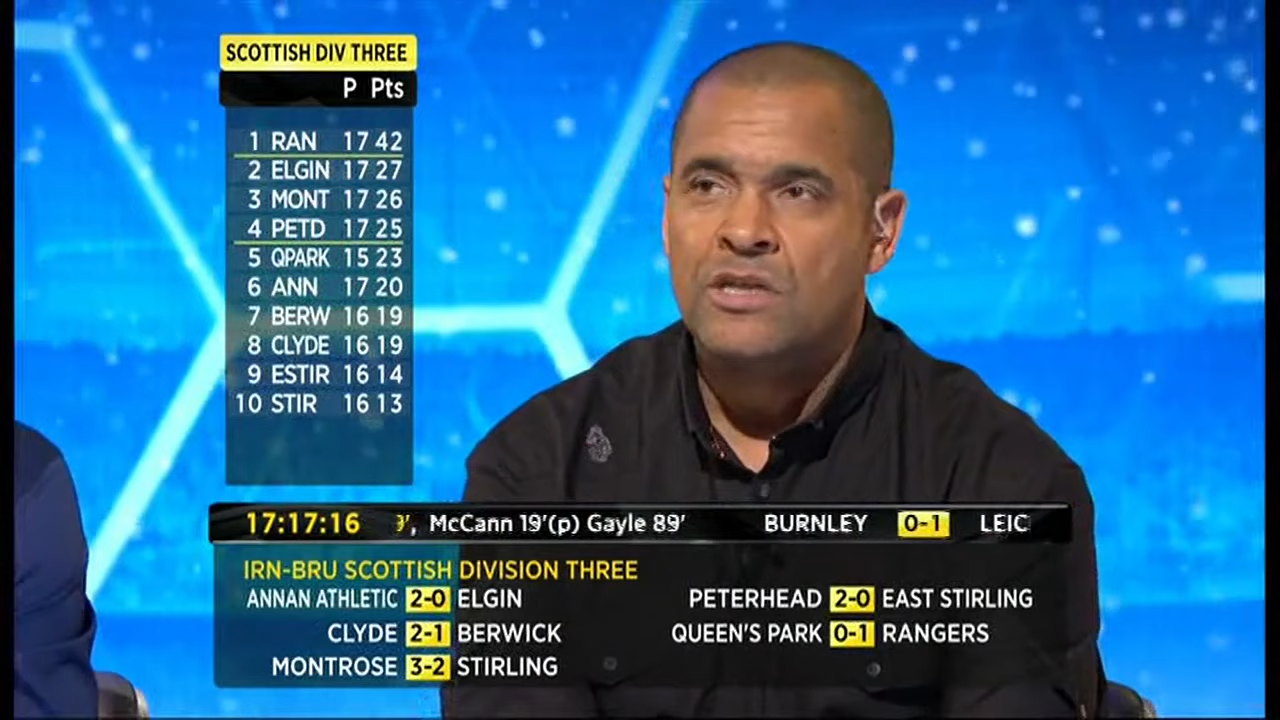 SCOTTISH DIV THREE
P Pts
1 RAN 17 42
2 ELGIN 17 27
3 MONT 17 26
4 PETD 17 25
5 QPARK 15 23
6 ANN 17 20
7 BERW 16 19
8 CLYDE 16 19
9 ESTIR 16 14
10 STIR 16 13
17:17:16 9', McCann 19'(p) Gayle 89' BURNLEY 0-1 LEIC
IRN-BRU SCOTTISH DIVISION THREE
ANNAN ATHLETIC 2-0 ELGIN PETERHEAD 2-0 EAST STIRLING
CLYDE 2-1 BERWICK QUEEN'S PARK 0-1 RANGERS
MONTROSE 3-2 STIRLING